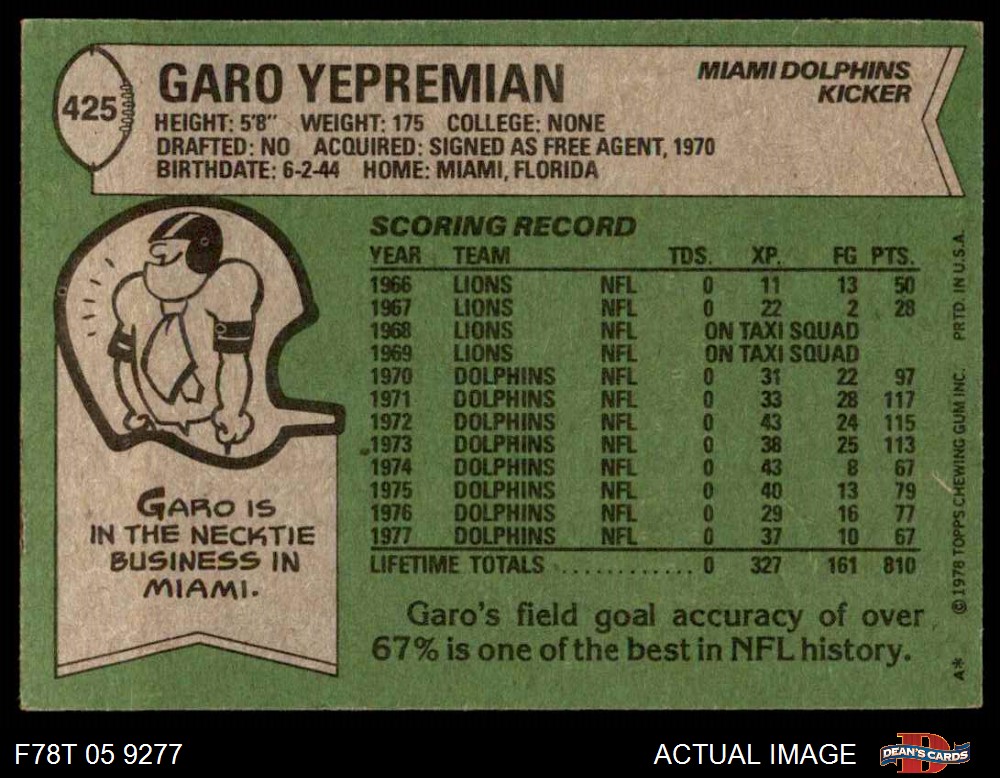 425
GARO YEPREMIAN
MIAMI DOLPHINS
KICKER
HEIGHT: 5'8" WEIGHT: 175 COLLEGE: NONE
DRAFTED: NO ACQUIRED: SIGNED AS FREE AGENT, 1970
BIRTHDATE: 6-2-44 HOME: MIAMI, FLORIDA
SCORING RECORD
YEAR TEAM TDS. XP. FG PTS.
1966 LIONS NFL 0 11 13 50
1967 LIONS NFL 0 22 2 28
1968 LIONS NFL ON TAXI SQUAD
1969 LIONS NFL ON TAXI SQUAD
1970 DOLPHINS NFL 0 31 22 97
1971 DOLPHINS NFL 0 33 28 117
1972 DOLPHINS NFL 0 43 24 115
1973 DOLPHINS NFL 0 38 25 113
1974 DOLPHINS NFL 0 43 8 67
1975 DOLPHINS NFL 0 40 13 79
1976 DOLPHINS NFL 0 29 16 77
1977 DOLPHINS NFL 0 37 10 67
LIFETIME TOTALS ............ 0 327 161 810
Garo's field goal accuracy of over
67% is one of the best in NFL history.
GARO IS
IN THE NECKTIE
BUSINESS IN
MIAMI.
A* © 1978 TOPPS CHEWING GUM INC. PRTD. IN U.S.A.
F78T 05 9277
ACTUAL IMAGE
D
DEAN'S CARDS